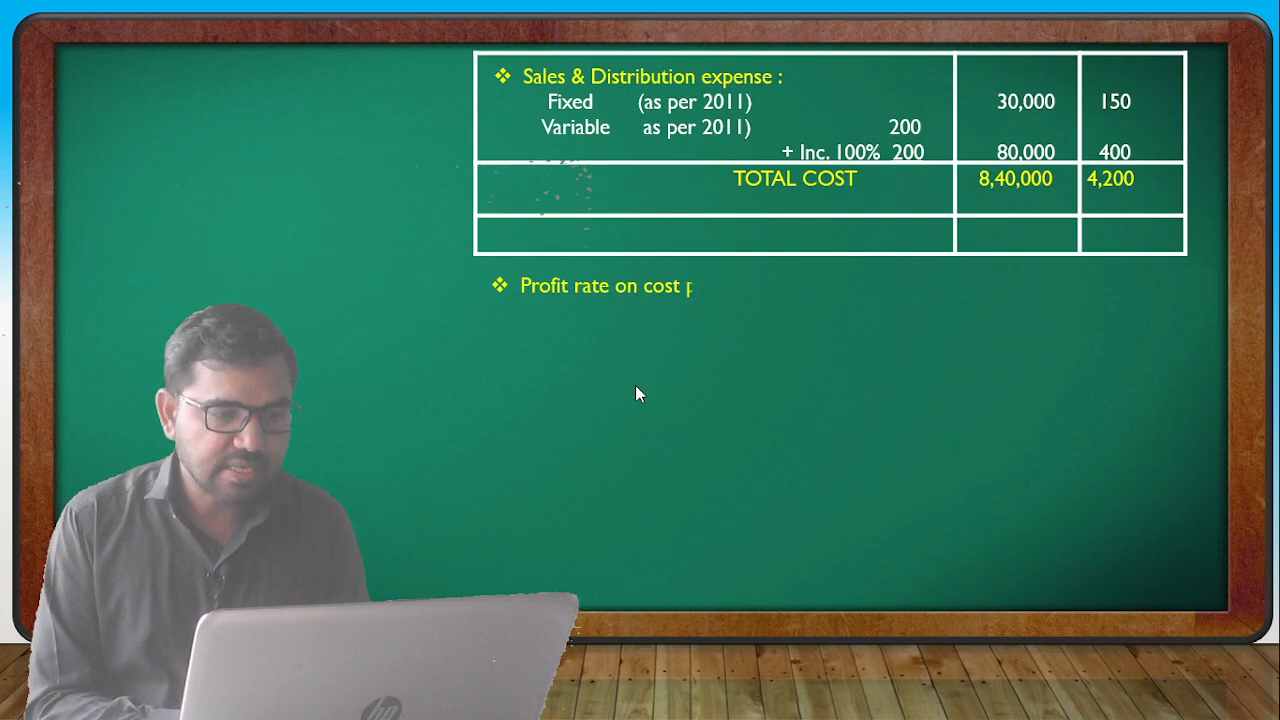 ❖ Sales & Distribution expense :
Fixed (as per 2011) 30,000 150
Variable as per 2011) 200
+ Inc. 100% 200 80,000 400
TOTAL COST 8,40,000 4,200
❖ Profit rate on cost p
hp